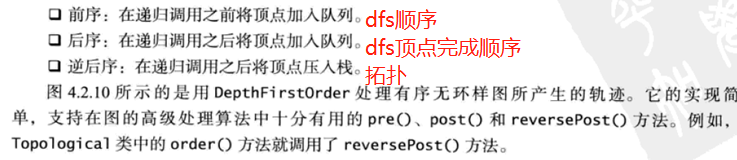 ❑ 前序：在递归调用之前将顶点加入队列。dfs顺序
❑ 后序：在递归调用之后将顶点加入队列。dfs顶点完成顺序
❑ 逆后序：在递归调用之后将顶点压入栈。拓扑
图 4.2.10 所示的是用 DepthFirstOrder 处理有序无环样图所产生的轨迹。它的实现简
单，支持在图的高级处理算法中十分有用的 pre()、post() 和 reversePost() 方法。例如，
Topological 类中的 order() 方法就调用了 reversePost() 方法。